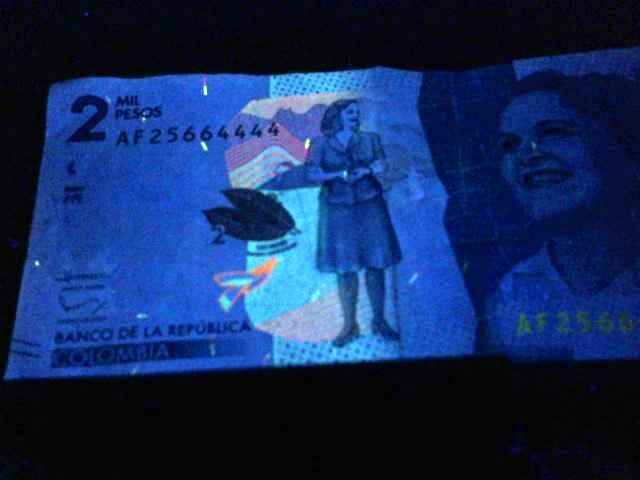 2 MIL
PESOS
AF25664444
2
BANCO DE LA REPÚBLICA
COLOMBIA
AF2566